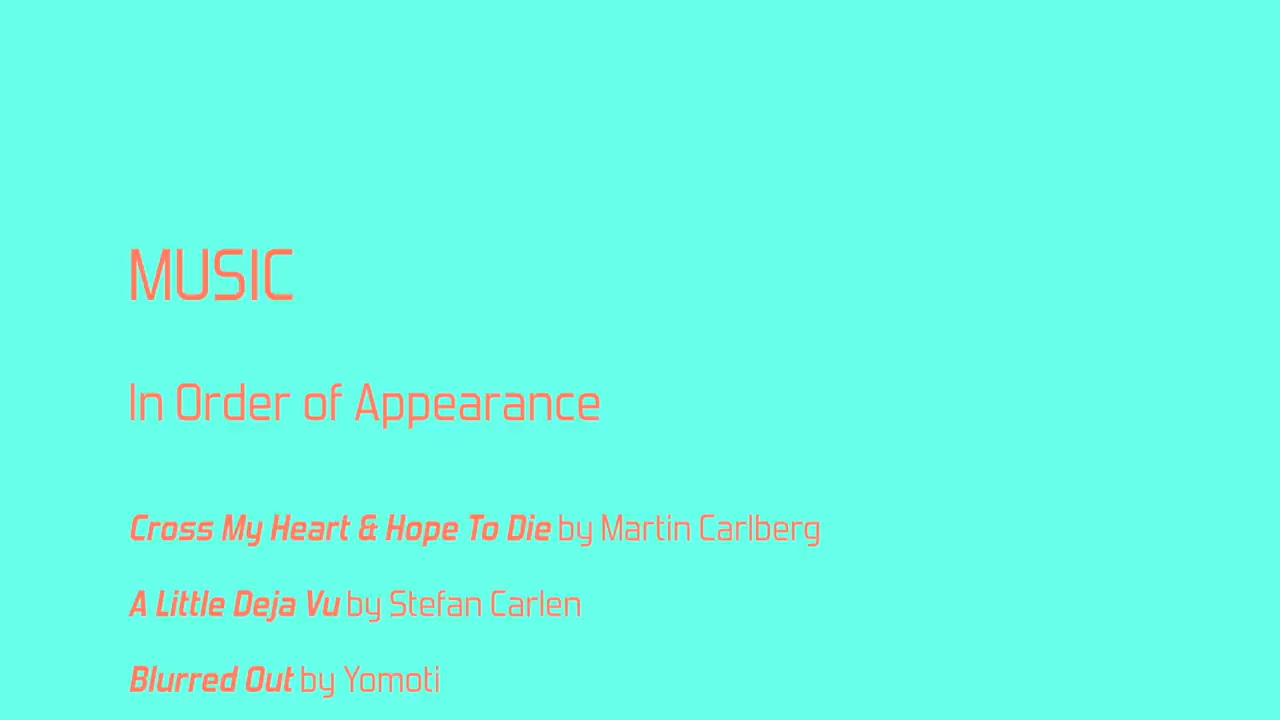 MUSIC
In Order of Appearance
Cross My Heart & Hope To Die by Martin Carlberg
A Little Deja Vu by Stefan Carlen
Blurred Out by Yomoti